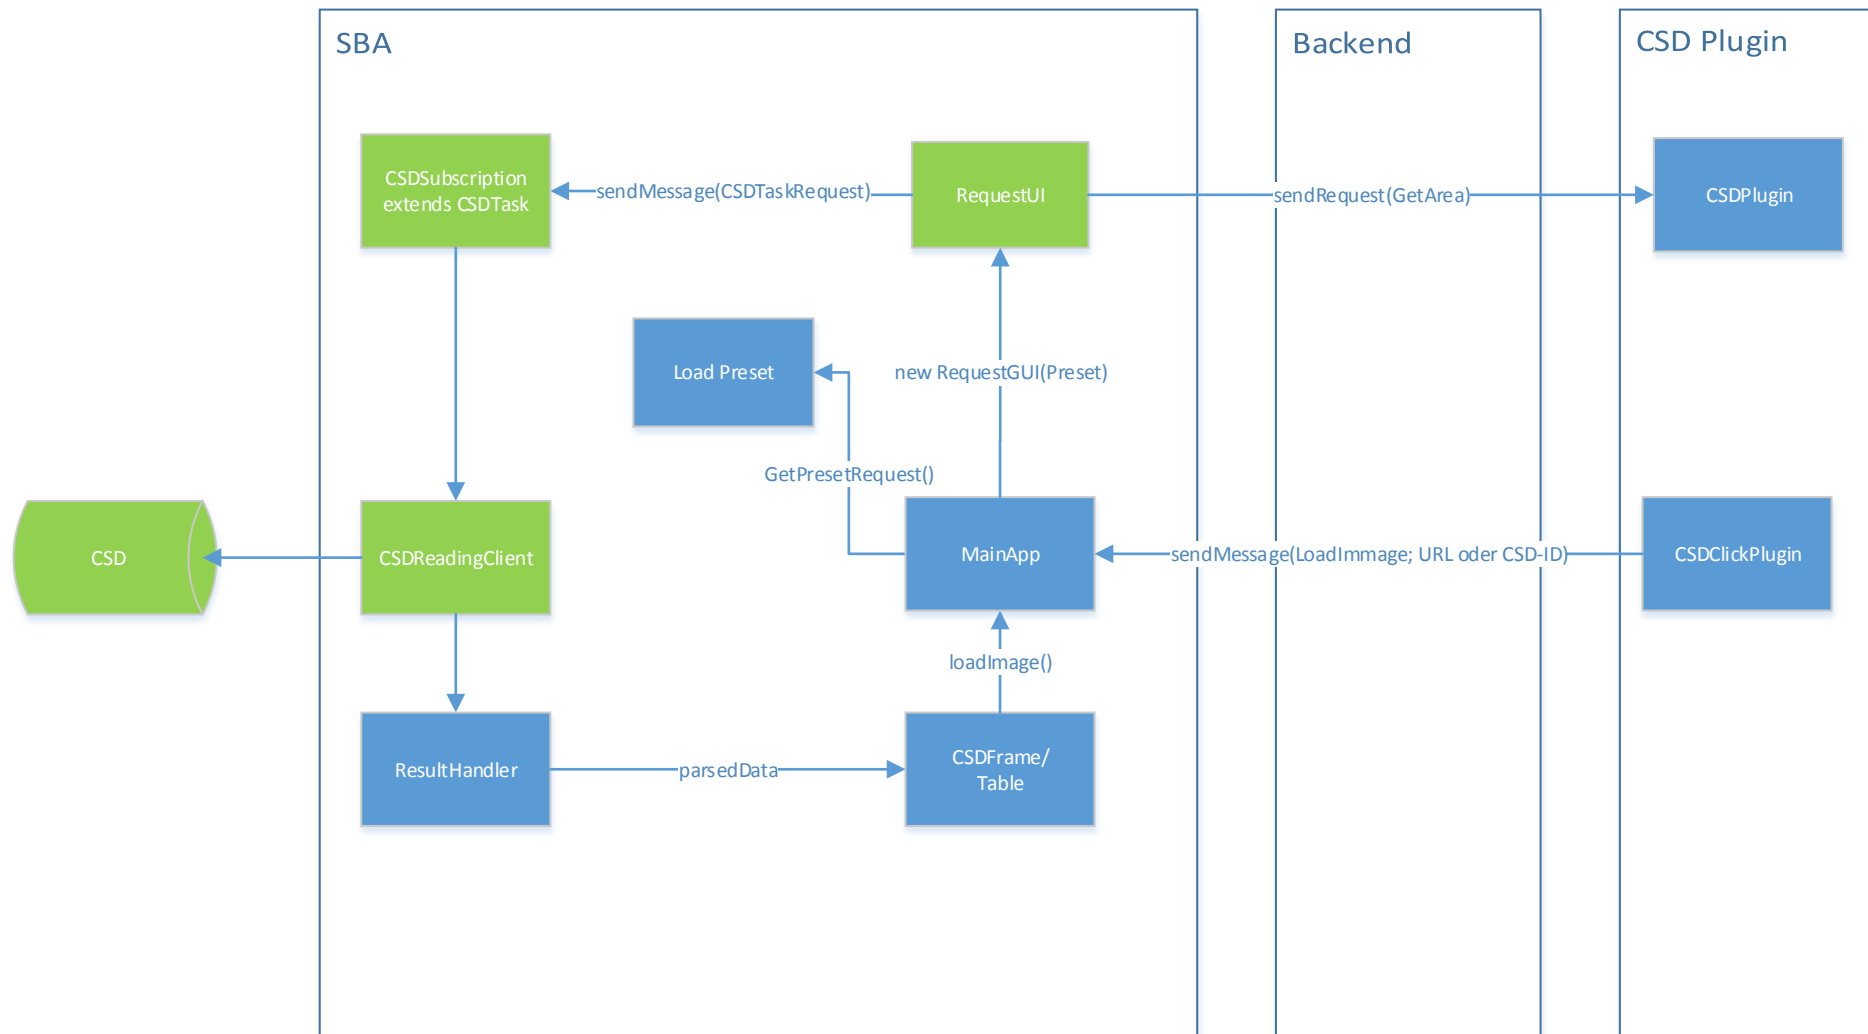 SBA
Backend
CSD Plugin
CSDSubscription
extends CSDTask
sendMessage(CSDTaskRequest)
RequestUI
sendRequest(GetArea)
CSDPlugin
Load Preset
new RequestGUI(Preset)
GetPresetRequest()
CSD
CSDReadingClient
MainApp
sendMessage(LoadImmage; URL oder CSD-ID)
CSDClickPlugin
loadImage()
ResultHandler
parsedData
CSDFrame/
Table